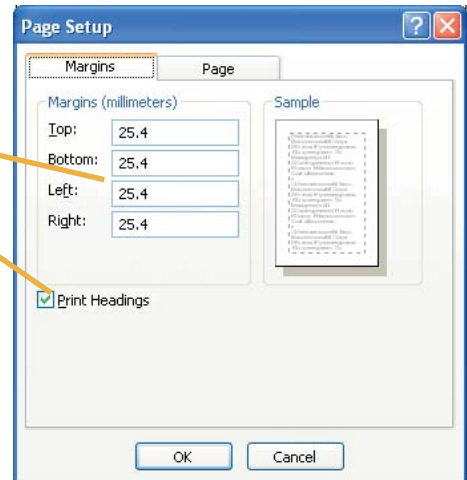 Page Setup
Margins Page
Margins (millimeters) Sample
Top: 25.4
Bottom: 25.4
Left: 25.4
Right: 25.4
Print Headings
OK Cancel